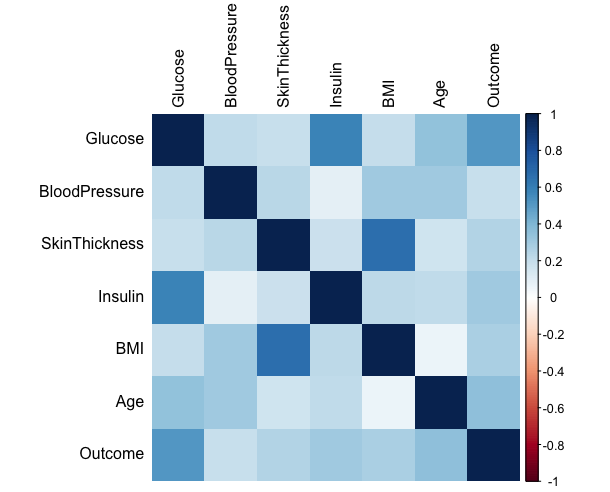 Glucose
BloodPressure
SkinThickness
Insulin
BMI
Age
Outcome
Glucose
BloodPressure
SkinThickness
Insulin
BMI
Age
Outcome
1
0.8
0.6
0.4
0.2
0
-0.2
-0.4
-0.6
-0.8
-1